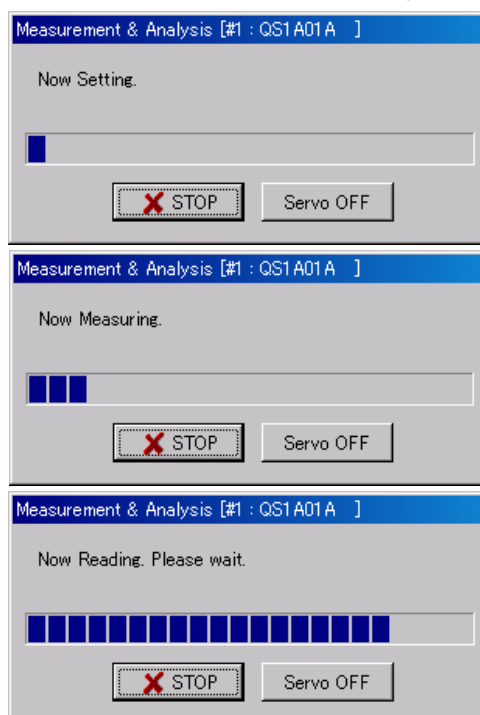 Measurement & Analysis [#1 : QS1A01A ]
Now Setting.
STOP Servo OFF
Measurement & Analysis [#1 : QS1A01A ]
Now Measuring.
STOP Servo OFF
Measurement & Analysis [#1 : QS1A01A ]
Now Reading. Please wait.
STOP Servo OFF